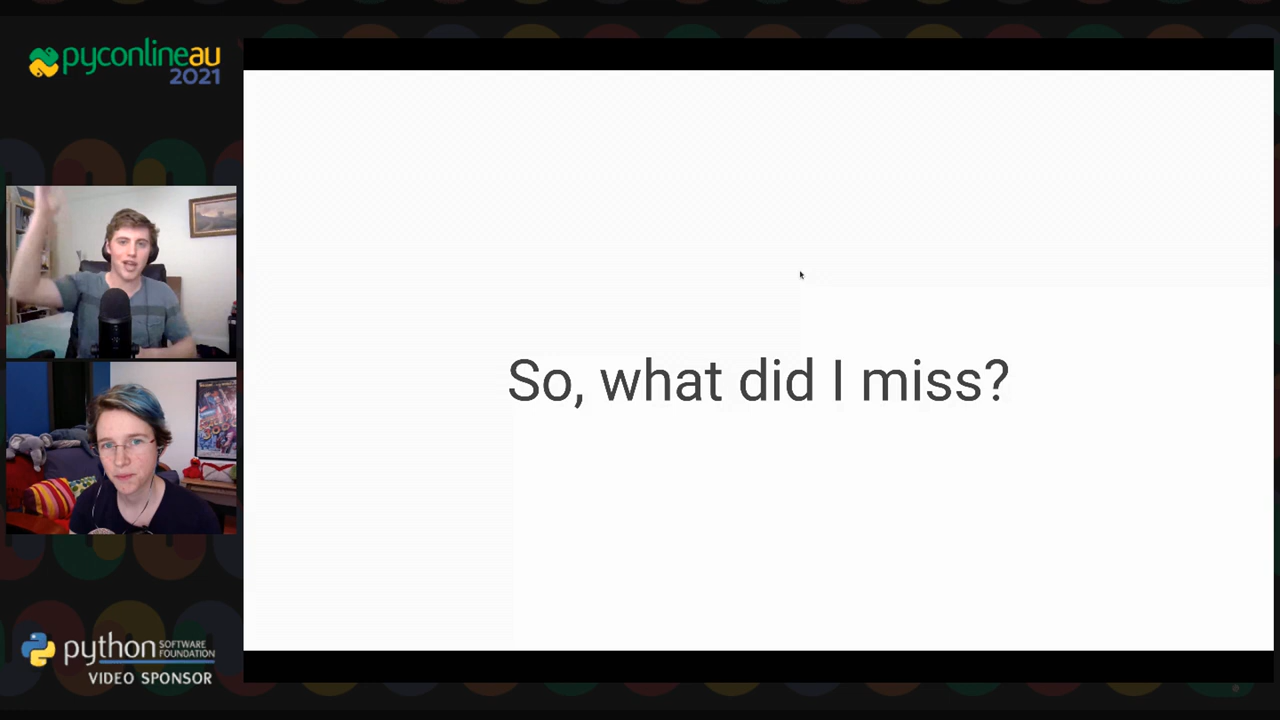 pyconlineau
2021
So, what did I miss?
python SOFTWARE FOUNDATION
VIDEO SPONSOR